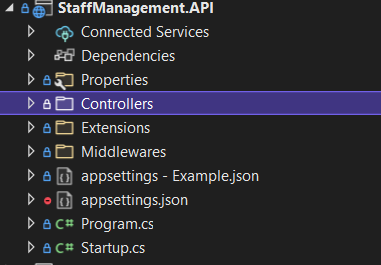 StaffManagement.API
Connected Services
Dependencies
Properties
Controllers
Extensions
Middlewares
appsettings - Example.json
appsettings.json
C# Program.cs
C# Startup.cs